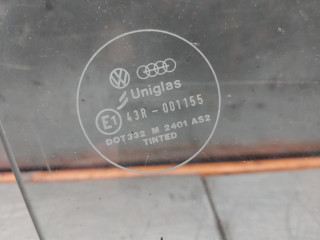 Uniglas
E1 43R - 001155
DOT332 M 2401 AS2
TINTED